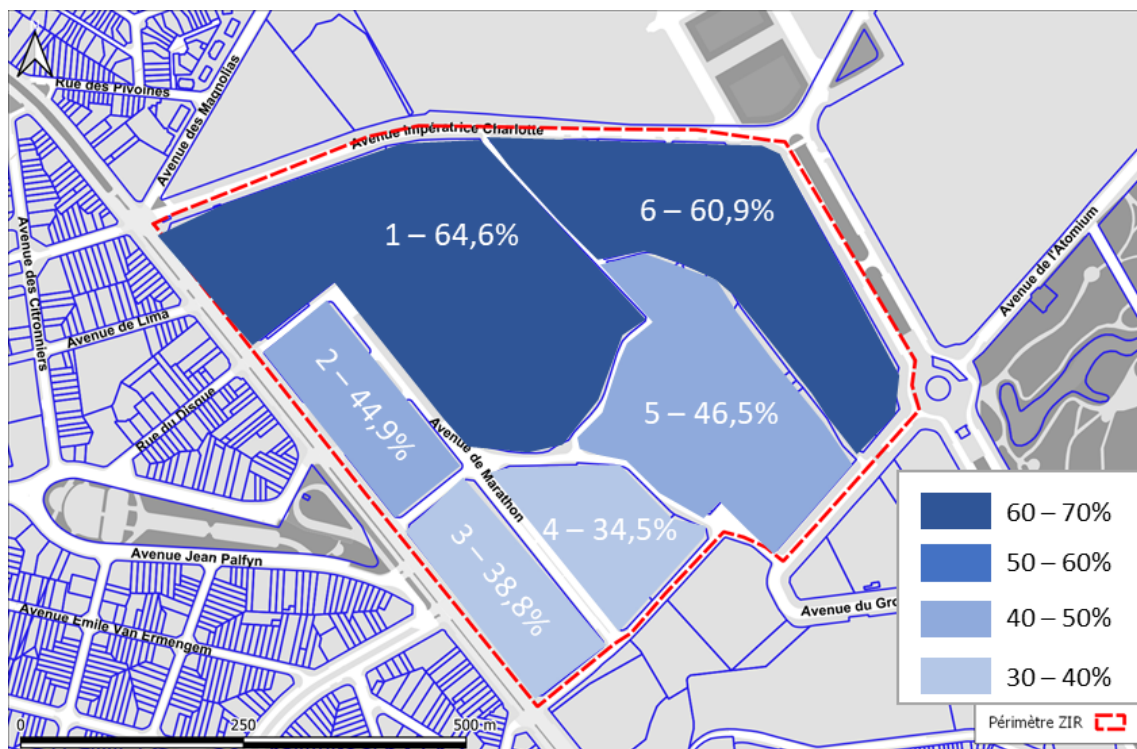 Rue des Pivoines
Avenue des Magnolias
Avenue Impératrice Charlotte
6 – 60,9%
1 – 64,6%
Avenue des Citronniers
Avenue de l'Atomium
Avenue de Lima
2 – 44,9%
Rue du Disque
5 – 46,5%
Avenue de Marathon
4 – 34,5%
3 – 38,8%
60 – 70%
50 – 60%
40 – 50%
30 – 40%
Avenue Jean Palfyn
Avenue du Gro
Avenue Emile Van Ermengem
0
250
500 m
Périmètre ZIR